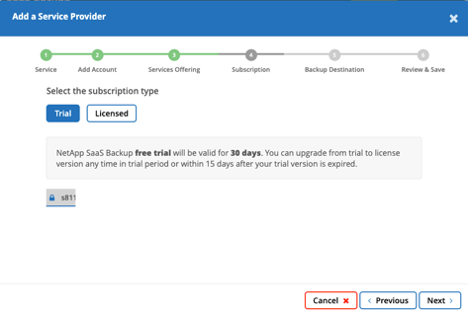 Add a Service Provider
1 2 3 4 5 6
Service Add Account Services Offering Subscription Backup Destination Review & Save
Select the subscription type
Trial Licensed
NetApp SaaS Backup free trial will be valid for 30 days. You can upgrade from trial to license
version any time in trial period or within 15 days after your trial version is expired.
s811
Cancel × < Previous Next >